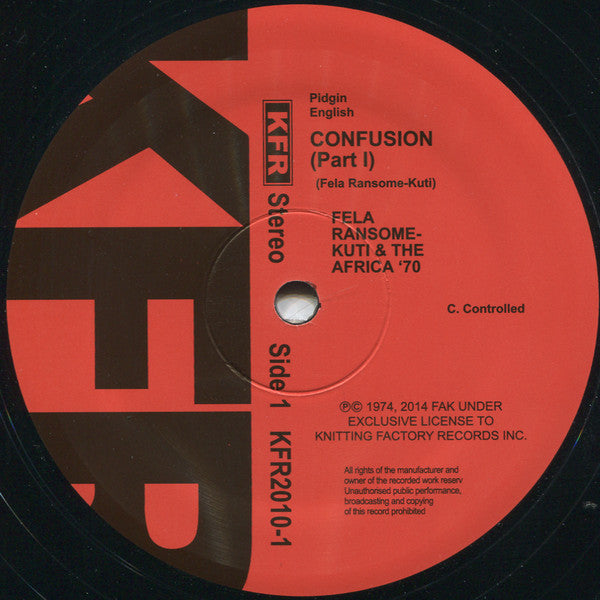 Pidgin
English
CONFUSION
(Part I)
(Fela Ransome-Kuti)
FELA
RANSOME-
KUTI & THE
AFRICA ‘70
C. Controlled
KFR Stereo Side 1 KFR2010-1
℗© 1974, 2014 FAK UNDER
EXCLUSIVE LICENSE TO
KNITTING FACTORY RECORDS INC.
All rights of the manufacturer and
owner of the recorded work reserv
Unauthorised public performance,
broadcasting and copying
of this record prohibited
KFR